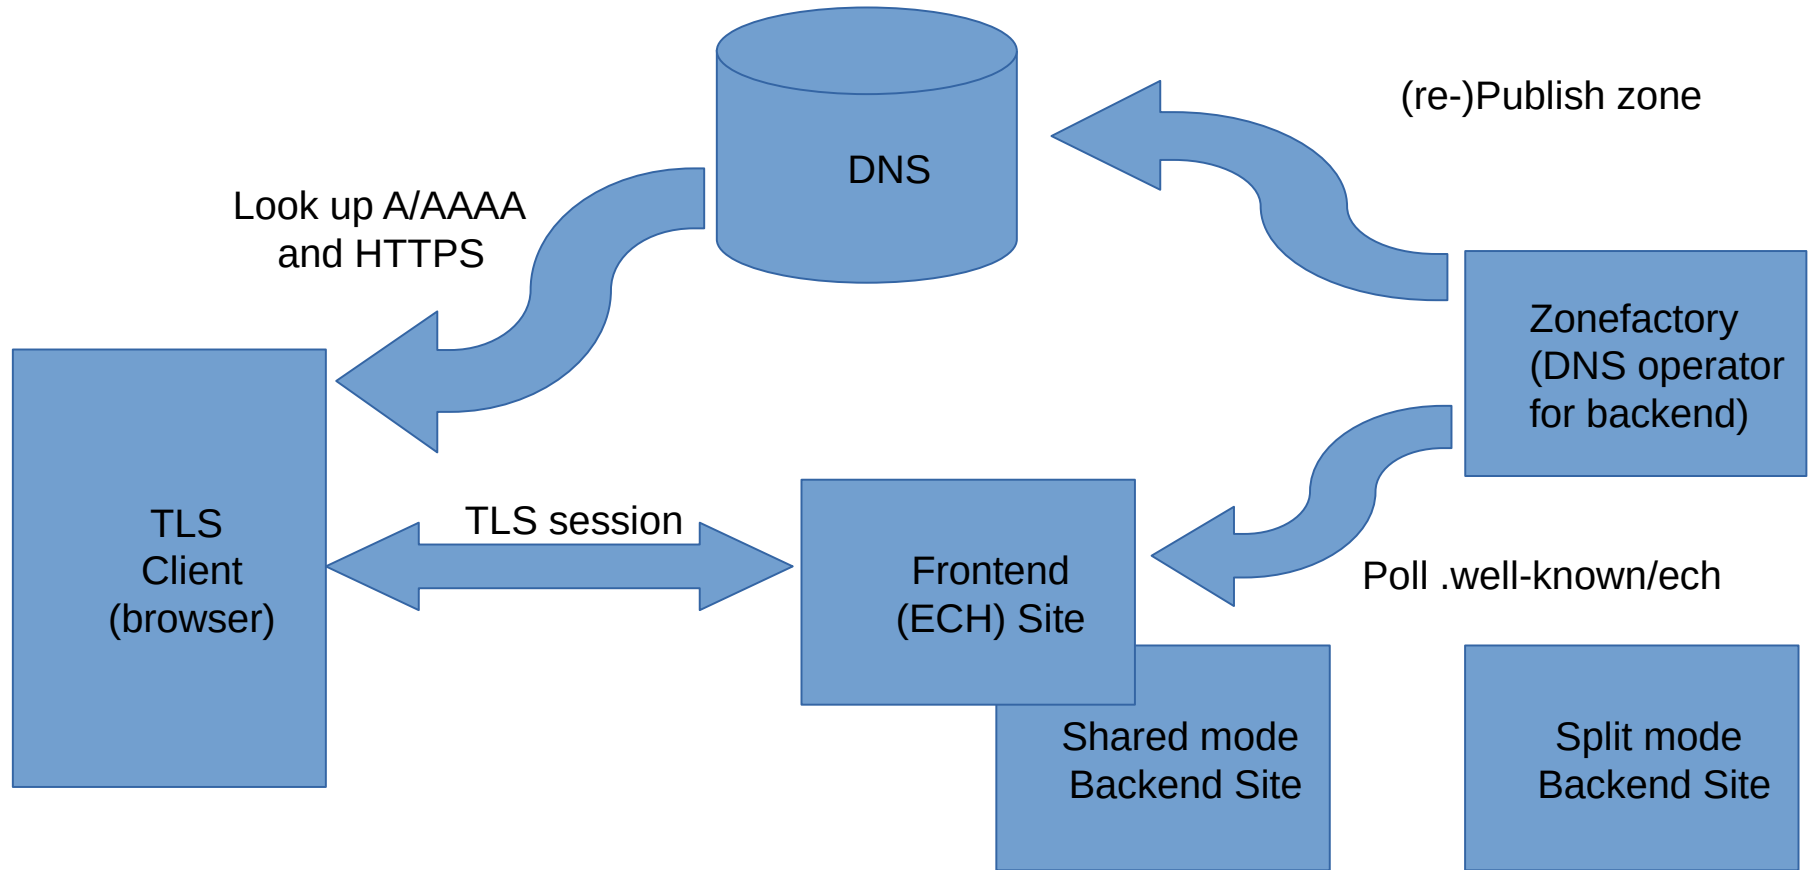 DNS
(re-)Publish zone
Look up A/AAAA
and HTTPS
Zonefactory
(DNS operator
for backend)
TLS
Client
(browser)
TLS session
Frontend
(ECH) Site
Poll .well-known/ech
Shared mode
Backend Site
Split mode
Backend Site